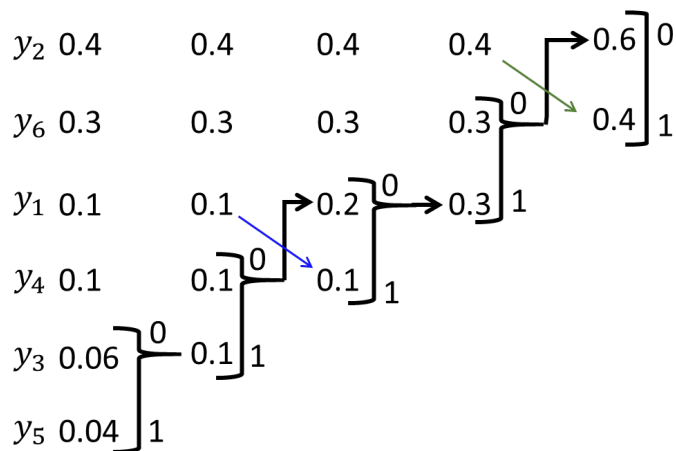 y₂ 0.4 0.4 0.4 0.4 0.6 0
y₆ 0.3 0.3 0.3 0.3 0 0.4 1
y₁ 0.1 0.1 0.2 0 0.3 1
y₄ 0.1 0.1 0 0.1 1
y₃ 0.06 0 0.1 1
y₅ 0.04 1